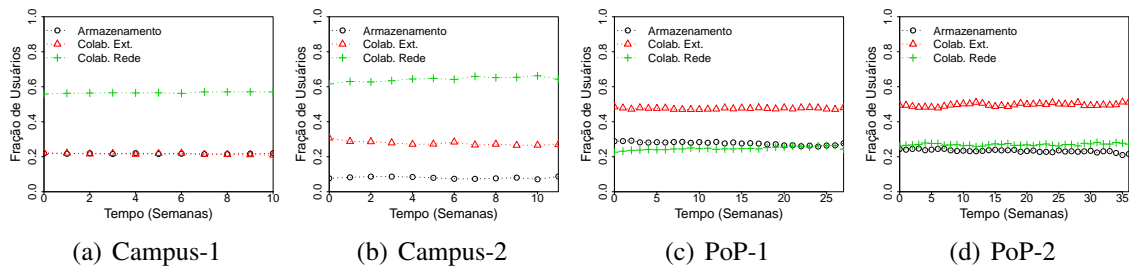 Fração de Usuários
0.0 0.2 0.4 0.6 0.8 1.0
Armazenamento
Colab. Ext.
Colab. Rede
0 2 4 6 8 10
Tempo (Semanas)
(a) Campus-1
Fração de Usuários
0.0 0.2 0.4 0.6 0.8 1.0
Armazenamento
Colab. Ext.
Colab. Rede
0 2 4 6 8 10
Tempo (Semanas)
(b) Campus-2
Fração de Usuários
0.0 0.2 0.4 0.6 0.8 1.0
Armazenamento
Colab. Ext.
Colab. Rede
0 5 10 15 20 25
Tempo (Semanas)
(c) PoP-1
Fração de Usuários
0.0 0.2 0.4 0.6 0.8 1.0
Armazenamento
Colab. Ext.
Colab. Rede
0 5 10 15 20 25 30 35
Tempo (Semanas)
(d) PoP-2